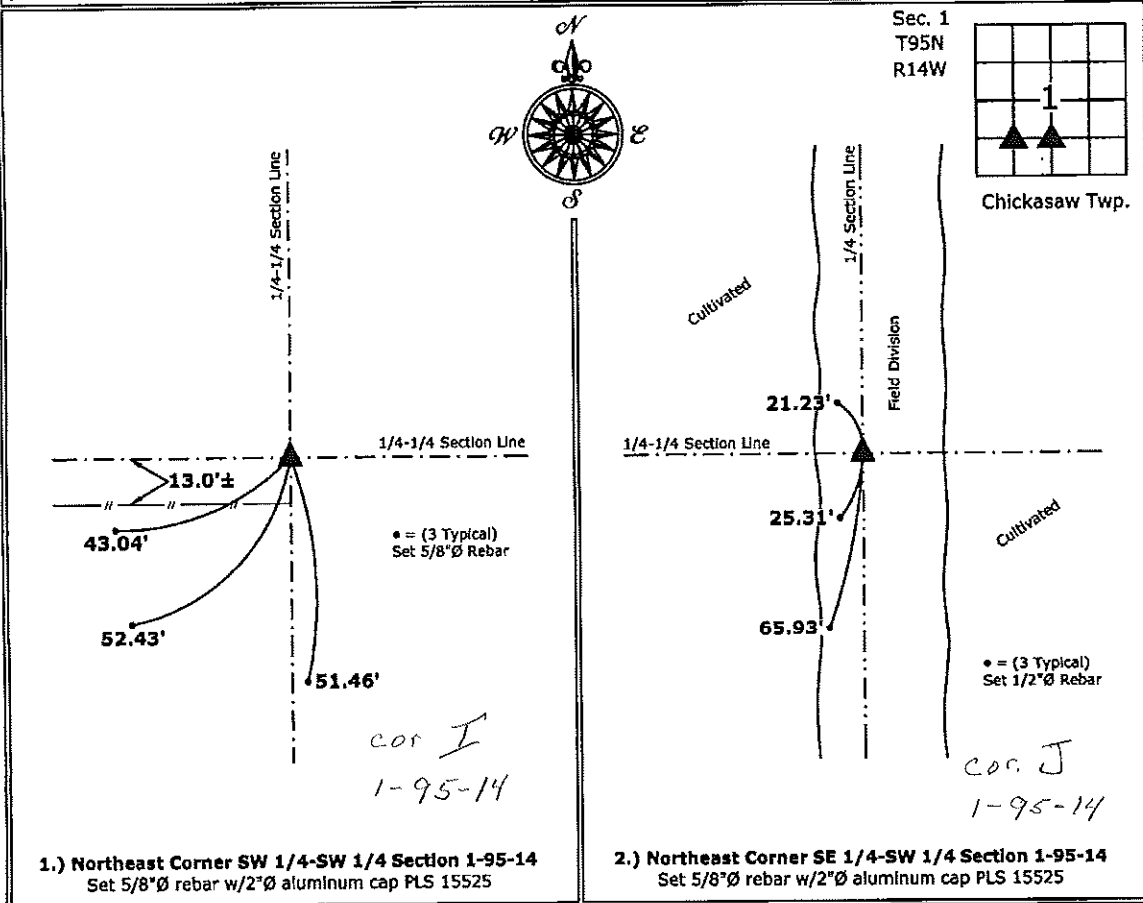 Sec. 1
T95N
R14W
1
Chickasaw Twp.
N
W
E
S
1/4-1/4 Section Line
1/4-1/4 Section Line
13.0'±
43.04'
52.43'
51.46'
• = (3 Typical)
Set 5/8"Ø Rebar
cor I
1-95-14
1.) Northeast Corner SW 1/4-SW 1/4 Section 1-95-14
Set 5/8"Ø rebar w/2"Ø aluminum cap PLS 15525
1/4 Section Line
Cultivated
Field Division
21.23'
1/4-1/4 Section Line
25.31'
Cultivated
65.93'
• = (3 Typical)
Set 1/2"Ø Rebar
cor. J
1-95-14
2.) Northeast Corner SE 1/4-SW 1/4 Section 1-95-14
Set 5/8"Ø rebar w/2"Ø aluminum cap PLS 15525